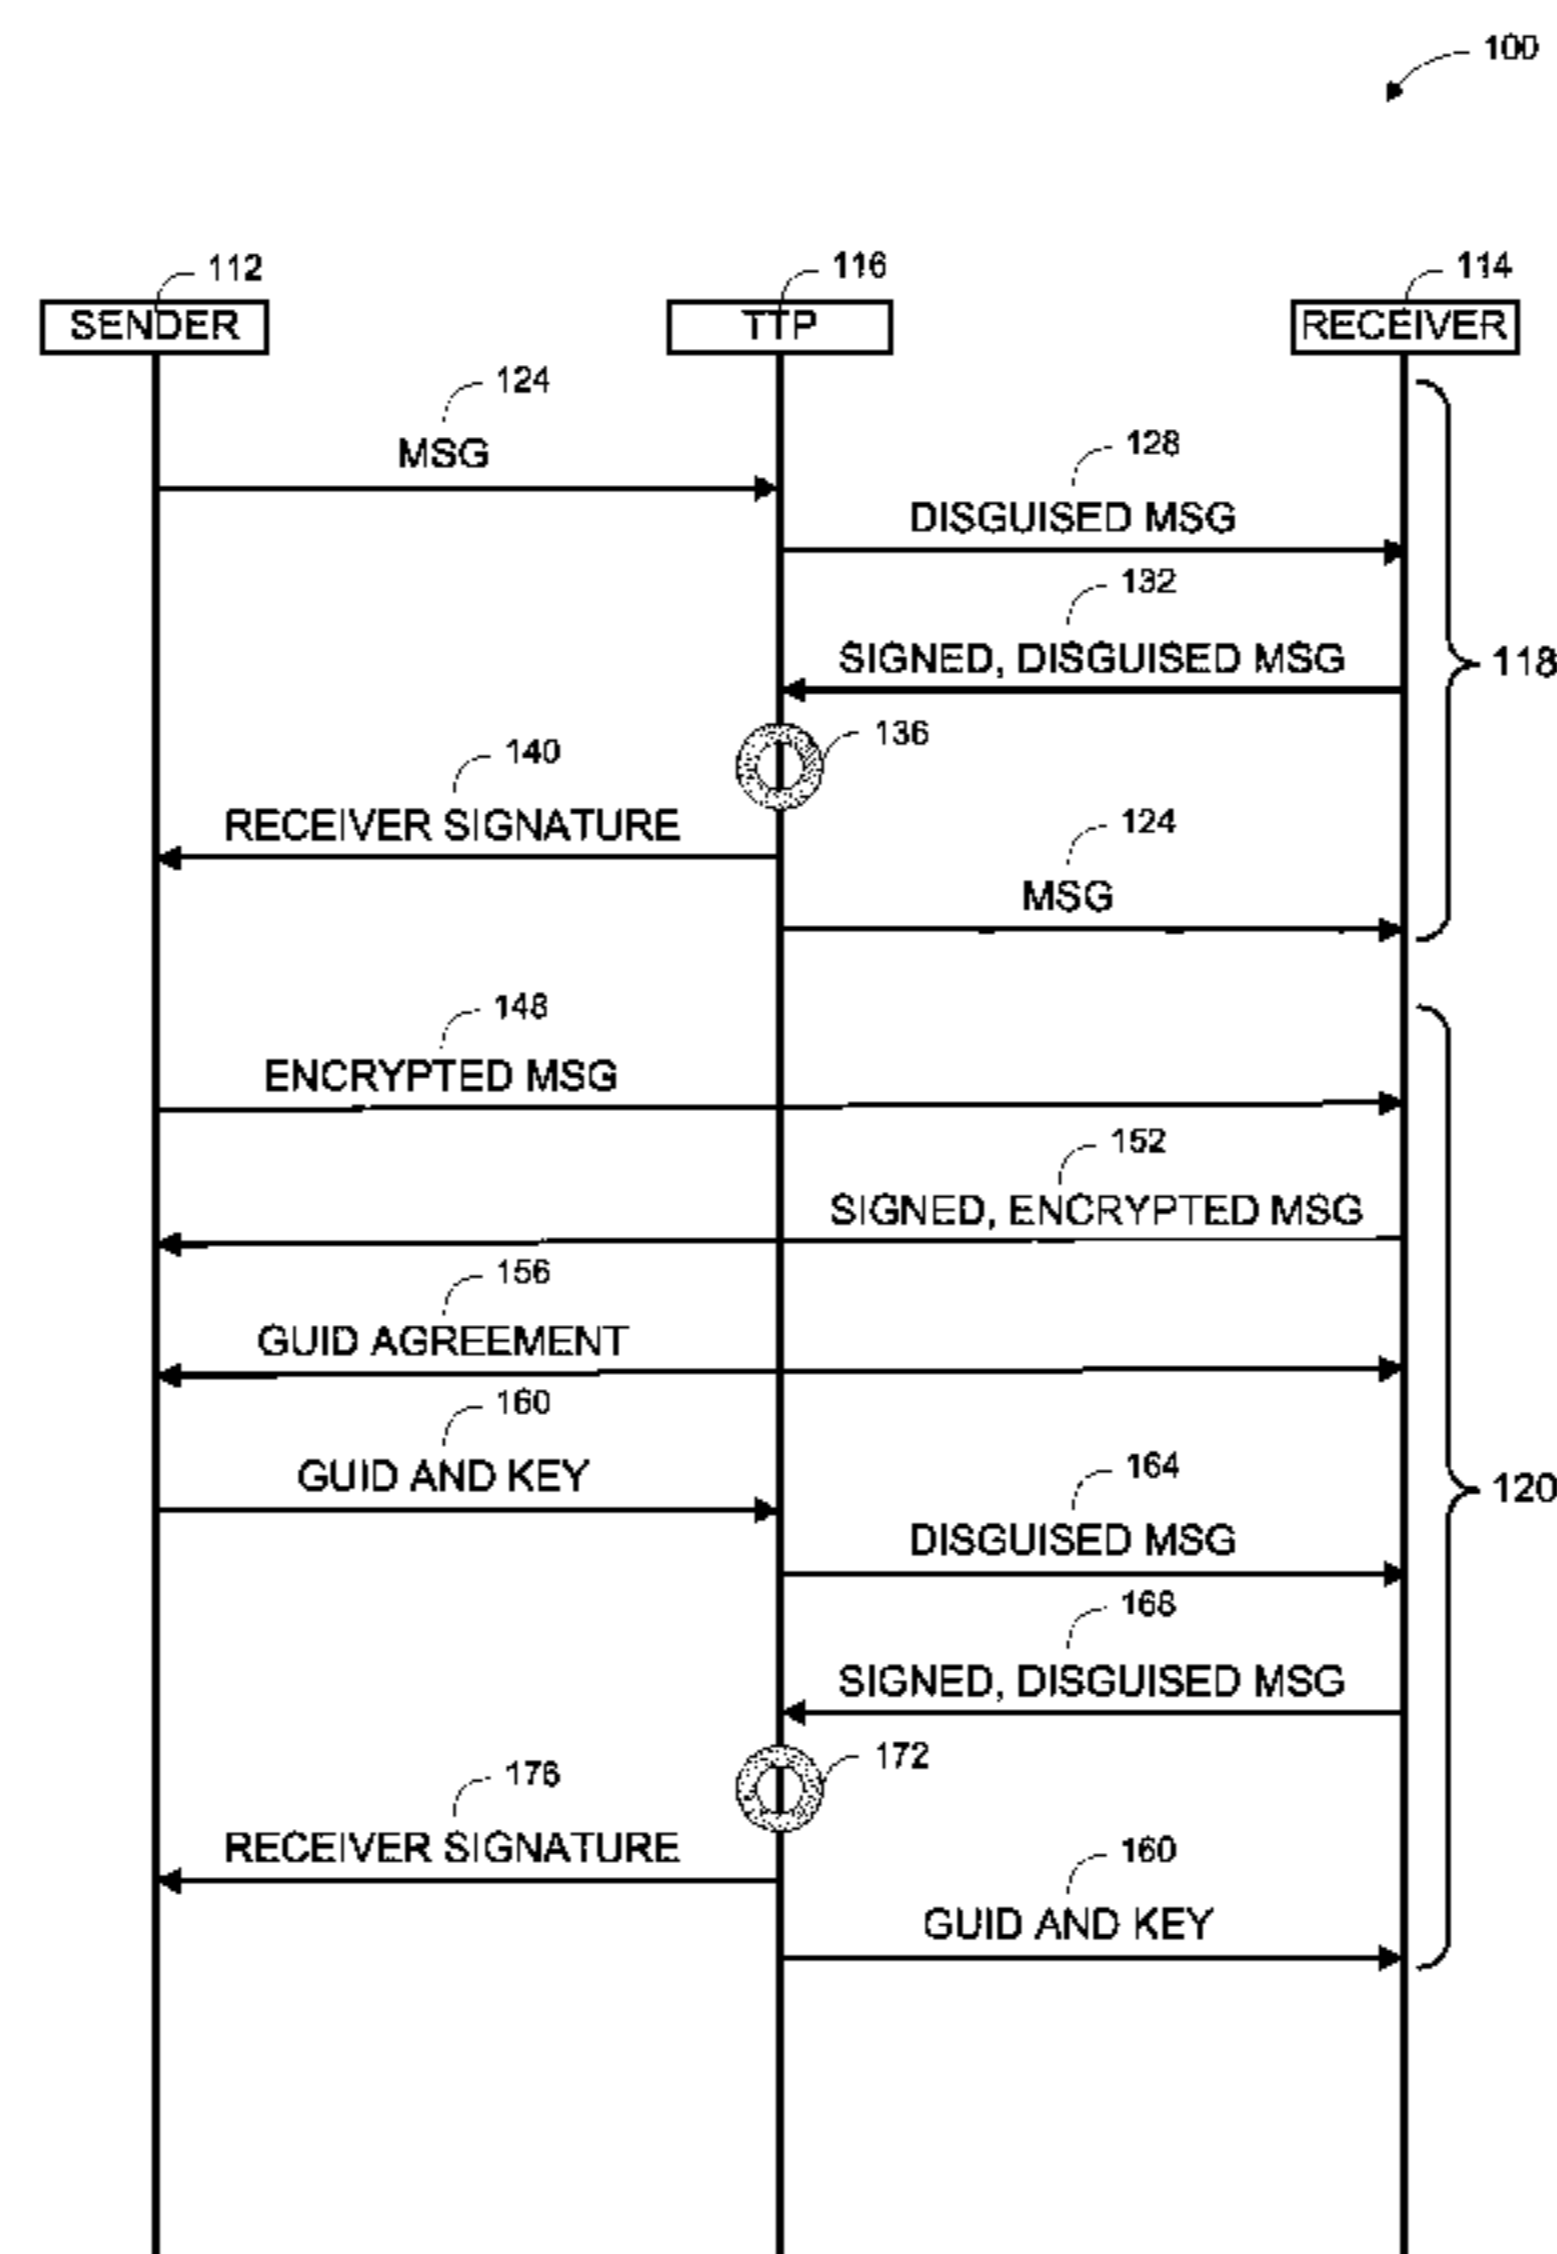 100
112
116
114
SENDER
TTP
RECEIVER
124
MSG
128
DISGUISED MSG
132
SIGNED, DISGUISED MSG
118
136
140
RECEIVER SIGNATURE
124
MSG
148
ENCRYPTED MSG
152
SIGNED, ENCRYPTED MSG
156
GUID AGREEMENT
160
GUID AND KEY
164
DISGUISED MSG
120
168
SIGNED, DISGUISED MSG
172
176
RECEIVER SIGNATURE
160
GUID AND KEY